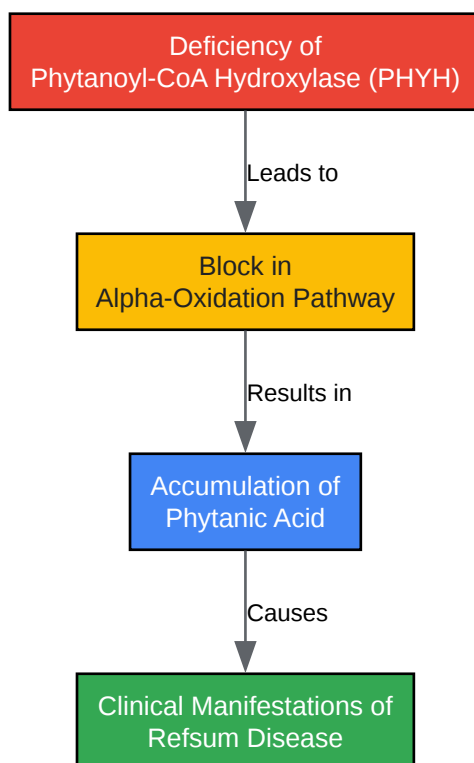 Deficiency of
Phytanoyl-CoA Hydroxylase (PHYH)
Leads to
Block in
Alpha-Oxidation Pathway
Results in
Accumulation of
Phytanic Acid
Causes
Clinical Manifestations of
Refsum Disease